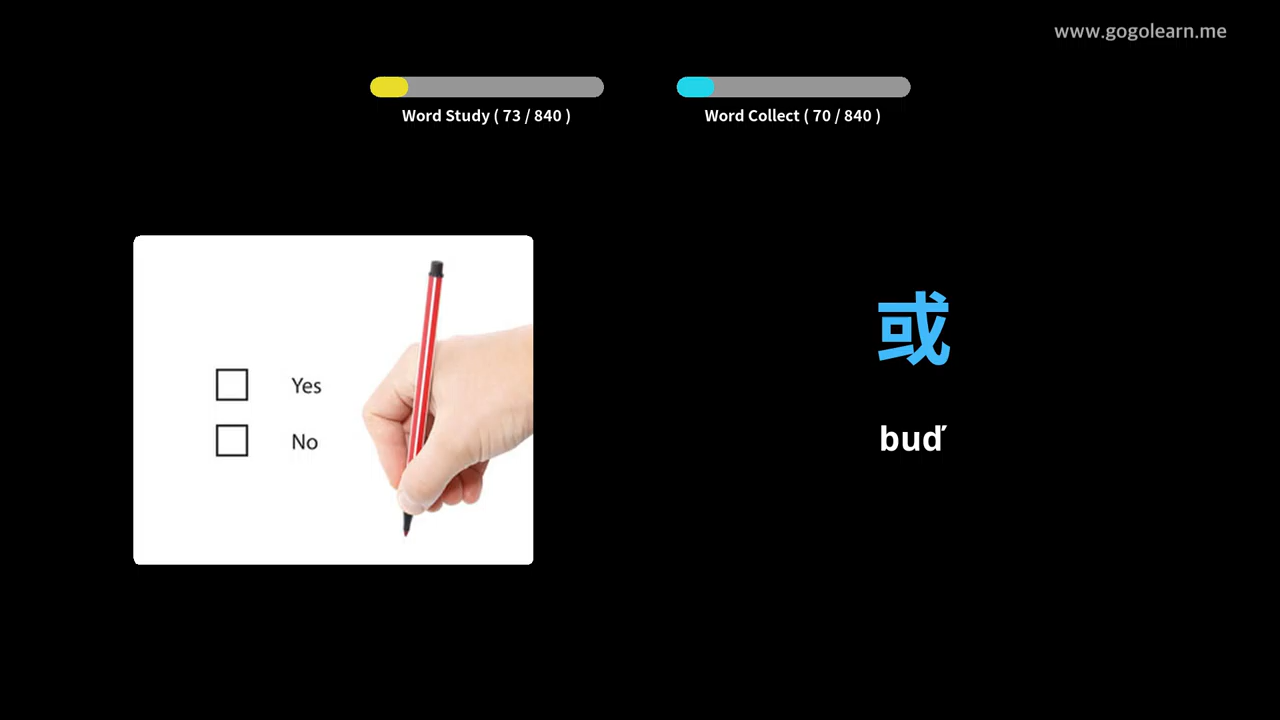 www.gogolearn.me
Word Study ( 73 / 840 )
Word Collect ( 70 / 840 )
Yes
No
或
buď